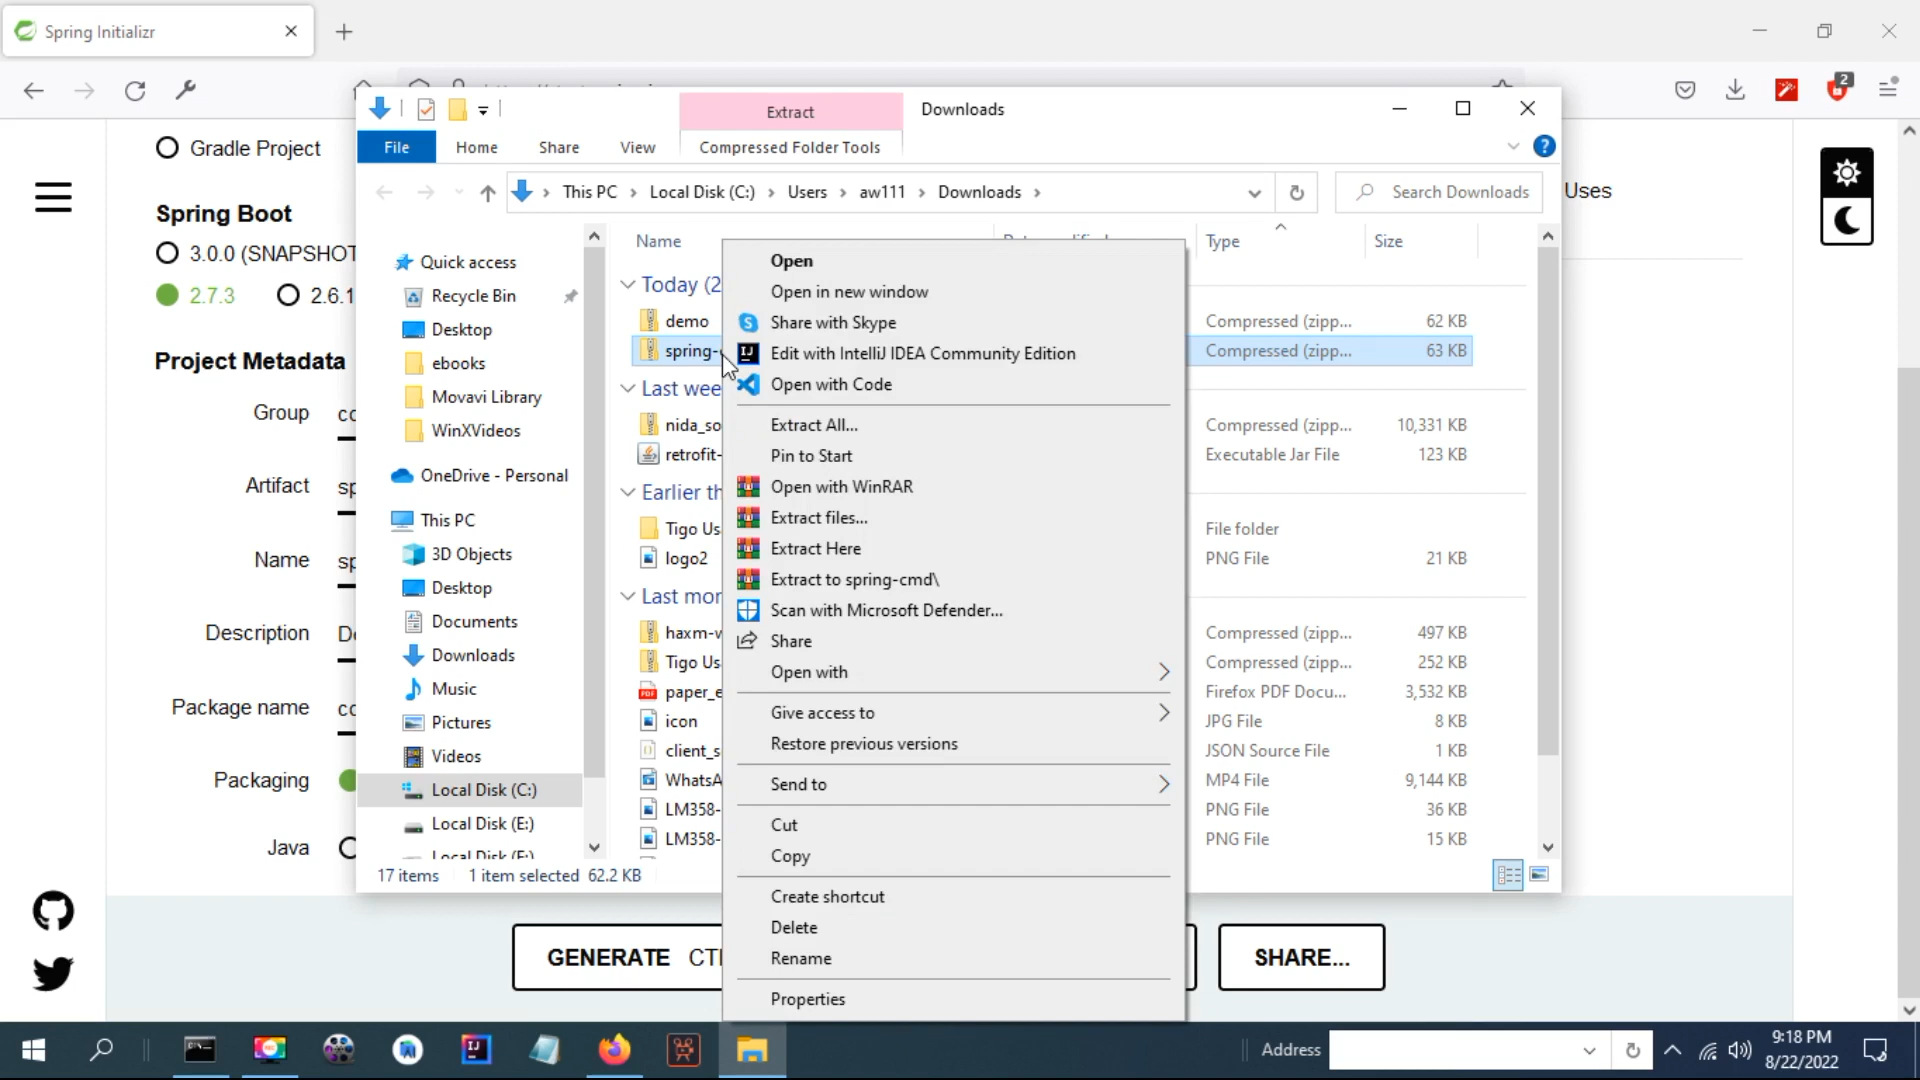 Spring Initializr
2
Extract
Downloads
File
Home
Share
View
Compressed Folder Tools
This PC
Local Disk (C:)
Users
aw111
Downloads
Search Downloads
Gradle Project
Spring Boot
3.0.0 (SNAPSHOT
2.7.3
2.6.1
Project Metadata
Group
co
Artifact
sp
Name
sp
Description
De
Package name
co
Packaging
Java
Uses
Quick access
Recycle Bin
Desktop
ebooks
Movavi Library
WinXVideos
OneDrive - Personal
This PC
3D Objects
Desktop
Documents
Downloads
Music
Pictures
Videos
Local Disk (C:)
Local Disk (E:)
17 items
1 item selected 62.2 KB
Name
Type
Size
Today (2
demo
Compressed (zipp...
62 KB
spring-
Compressed (zipp...
63 KB
Last wee
nida_so
Compressed (zipp...
10,331 KB
retrofit-
Executable Jar File
123 KB
Earlier th
Tigo Us
File folder
logo2
PNG File
21 KB
Last mor
haxm-w
Compressed (zipp...
497 KB
Tigo Us
Compressed (zipp...
252 KB
paper_e
Firefox PDF Docu...
3,532 KB
icon
JPG File
8 KB
client_s
JSON Source File
1 KB
WhatsA
MP4 File
9,144 KB
LM358-
PNG File
36 KB
LM358-
PNG File
15 KB
Open
Open in new window
Share with Skype
Edit with IntelliJ IDEA Community Edition
Open with Code
Extract All...
Pin to Start
Open with WinRAR
Extract files...
Extract Here
Extract to spring-cmd\
Scan with Microsoft Defender...
Share
Open with
Give access to
Restore previous versions
Send to
Cut
Copy
Create shortcut
Delete
Rename
Properties
GENERATE CT
SHARE...
Address
9:18 PM
8/22/2022